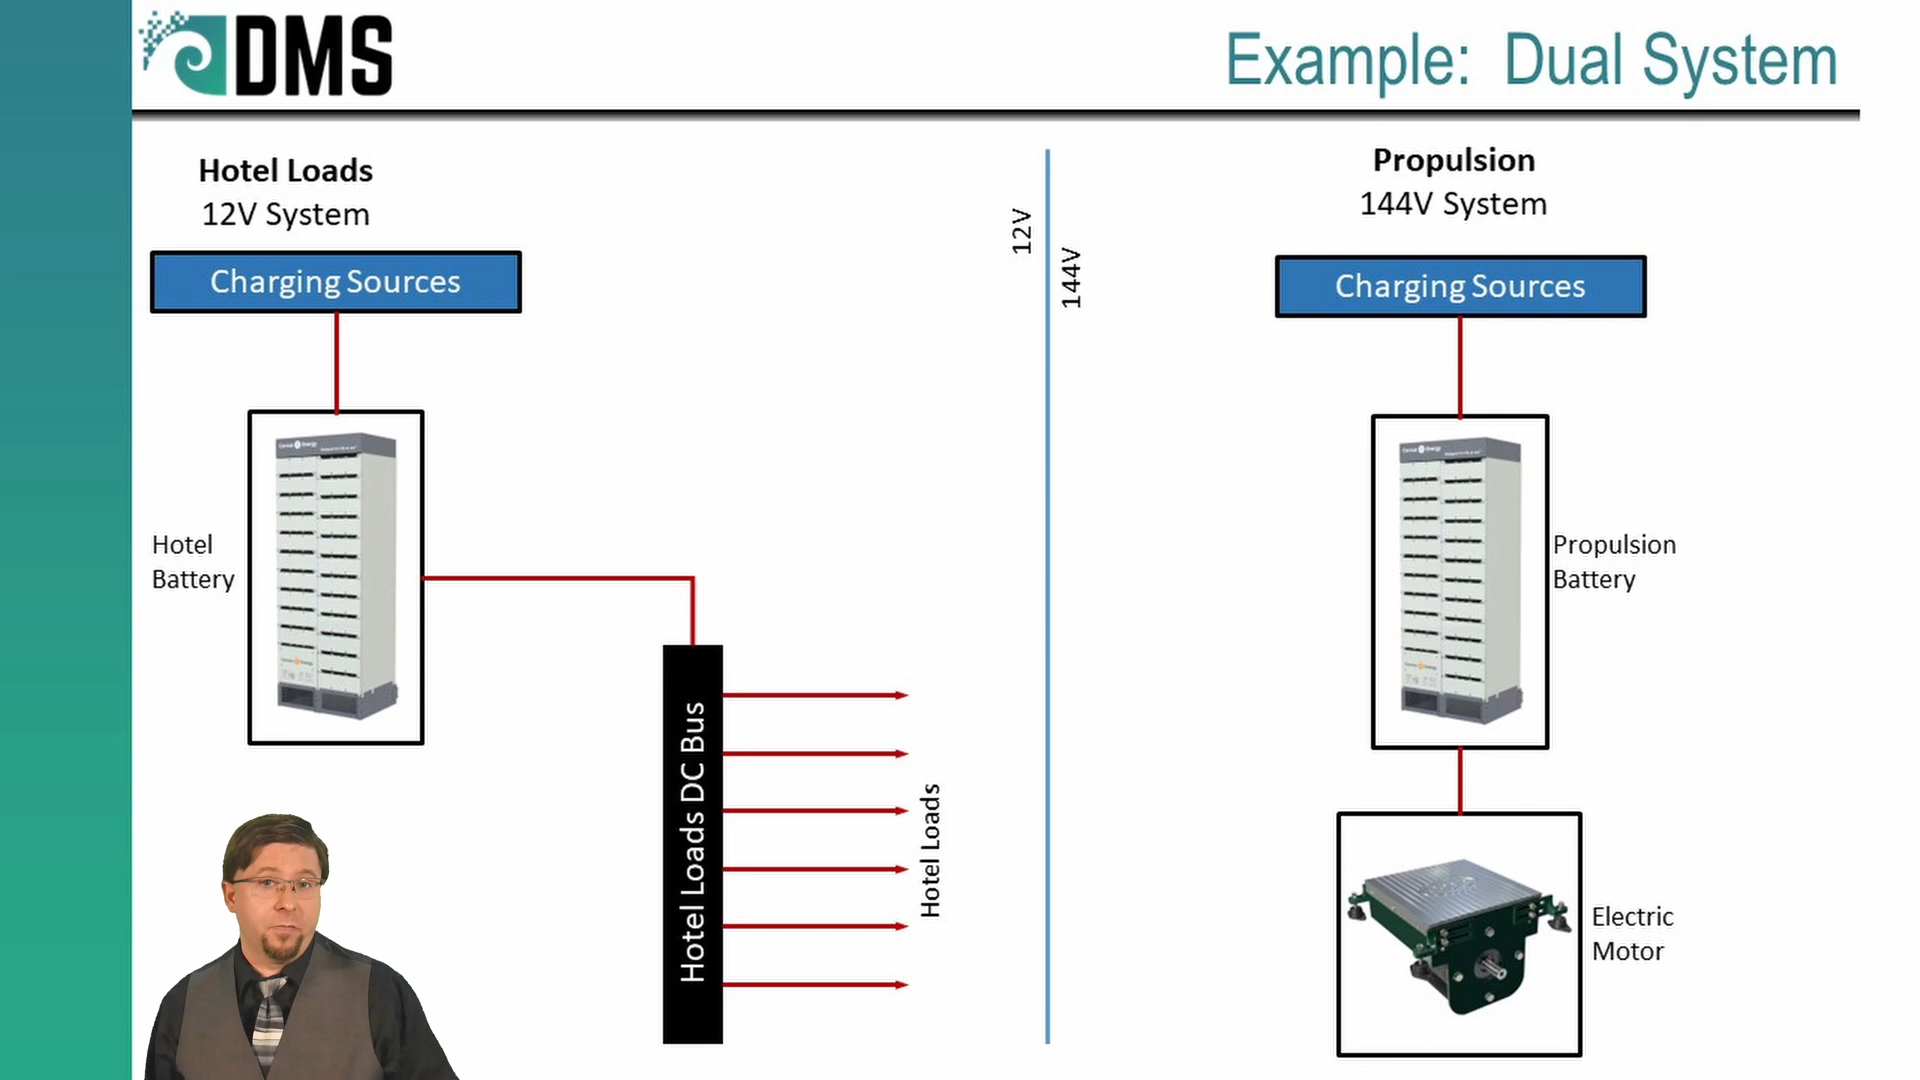 DMS
Example: Dual System
Hotel Loads
12V System
Charging Sources
Hotel
Battery
Hotel Loads DC Bus
Hotel Loads
12V
144V
Propulsion
144V System
Charging Sources
Propulsion
Battery
Electric
Motor